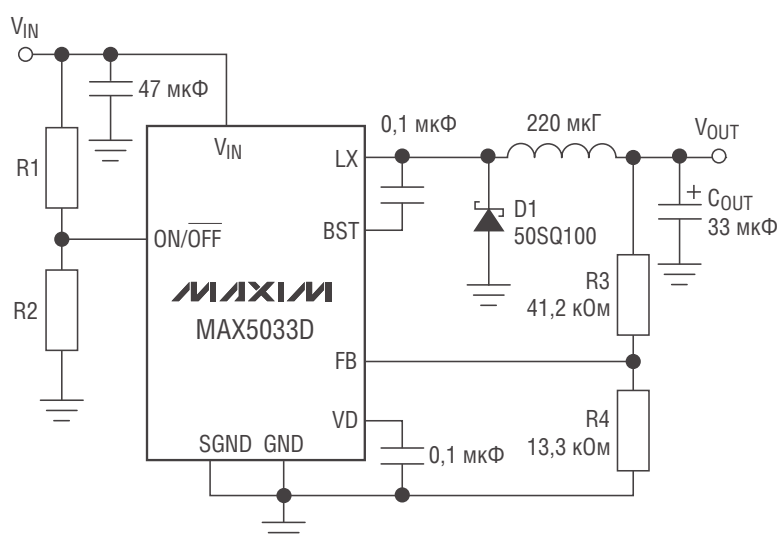 V_IN
47 мкФ
R1
R2
V_IN
ON/O̅F̅F̅
MAXIM
MAX5033D
SGND GND
LX
BST
FB
VD
0,1 мкФ
220 мкГ
V_OUT
D1
50SQ100
+ C_OUT
33 мкФ
R3
41,2 кОм
R4
13,3 кОм
0,1 мкФ